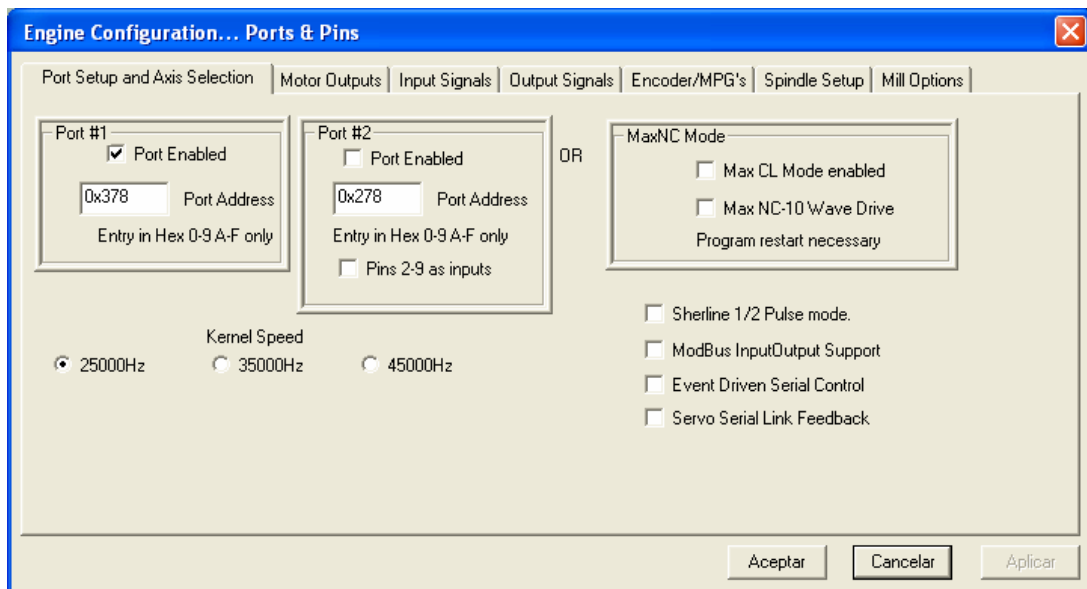 Engine Configuration... Ports & Pins
Port Setup and Axis Selection
Motor Outputs
Input Signals
Output Signals
Encoder/MPG's
Spindle Setup
Mill Options
Port #1
Port Enabled
0x378
Port Address
Entry in Hex 0-9 A-F only
Port #2
Port Enabled
0x278
Port Address
Entry in Hex 0-9 A-F only
Pins 2-9 as inputs
OR
MaxNC Mode
Max CL Mode enabled
Max NC-10 Wave Drive
Program restart necessary
Kernel Speed
25000Hz
35000Hz
45000Hz
Sherline 1/2 Pulse mode.
ModBus InputOutput Support
Event Driven Serial Control
Servo Serial Link Feedback
Aceptar
Cancelar
Aplicar